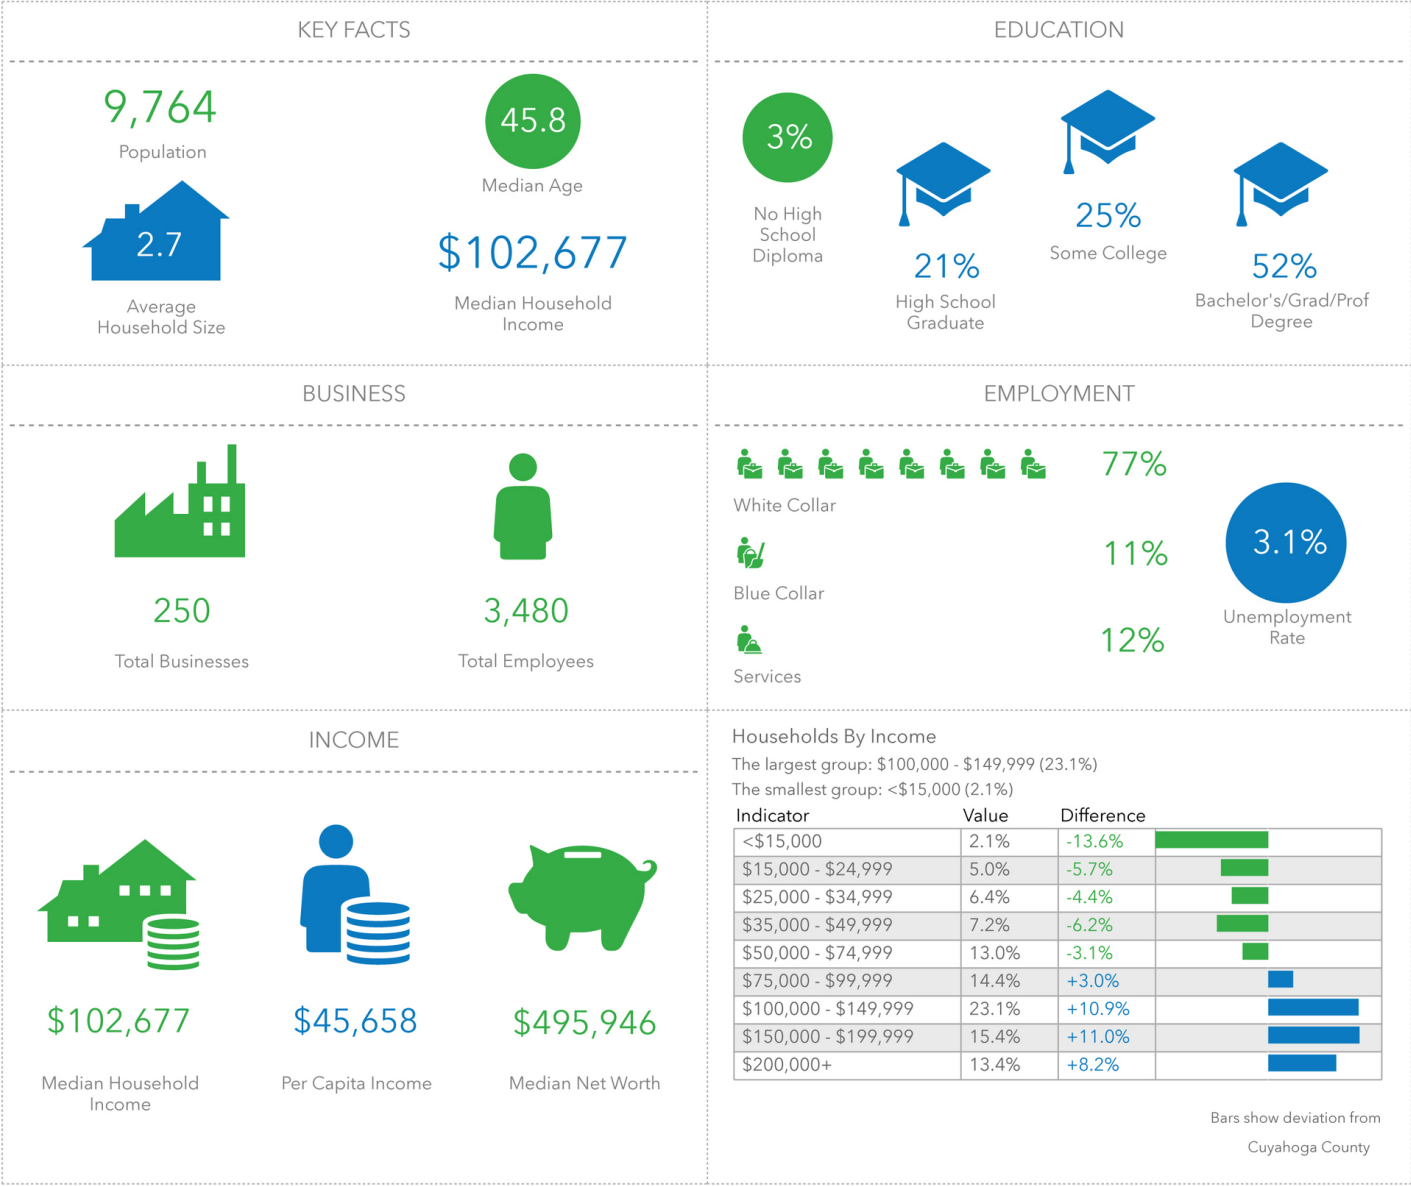 KEY FACTS
9,764
Population
45.8
Median Age
2.7
Average
Household Size
$102,677
Median Household
Income
EDUCATION
3%
No High
School
Diploma
21%
High School
Graduate
25%
Some College
52%
Bachelor's/Grad/Prof
Degree
BUSINESS
250
Total Businesses
3,480
Total Employees
EMPLOYMENT
77%
White Collar
11%
Blue Collar
12%
Services
3.1%
Unemployment
Rate
INCOME
$102,677
Median Household
Income
$45,658
Per Capita Income
$495,946
Median Net Worth
Households By Income
The largest group: $100,000 - $149,999 (23.1%)
The smallest group: <$15,000 (2.1%)
Indicator Value Difference
<$15,000 2.1% -13.6%
$15,000 - $24,999 5.0% -5.7%
$25,000 - $34,999 6.4% -4.4%
$35,000 - $49,999 7.2% -6.2%
$50,000 - $74,999 13.0% -3.1%
$75,000 - $99,999 14.4% +3.0%
$100,000 - $149,999 23.1% +10.9%
$150,000 - $199,999 15.4% +11.0%
$200,000+ 13.4% +8.2%
Bars show deviation from
Cuyahoga County